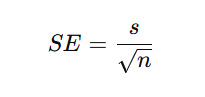 SE = s / √n